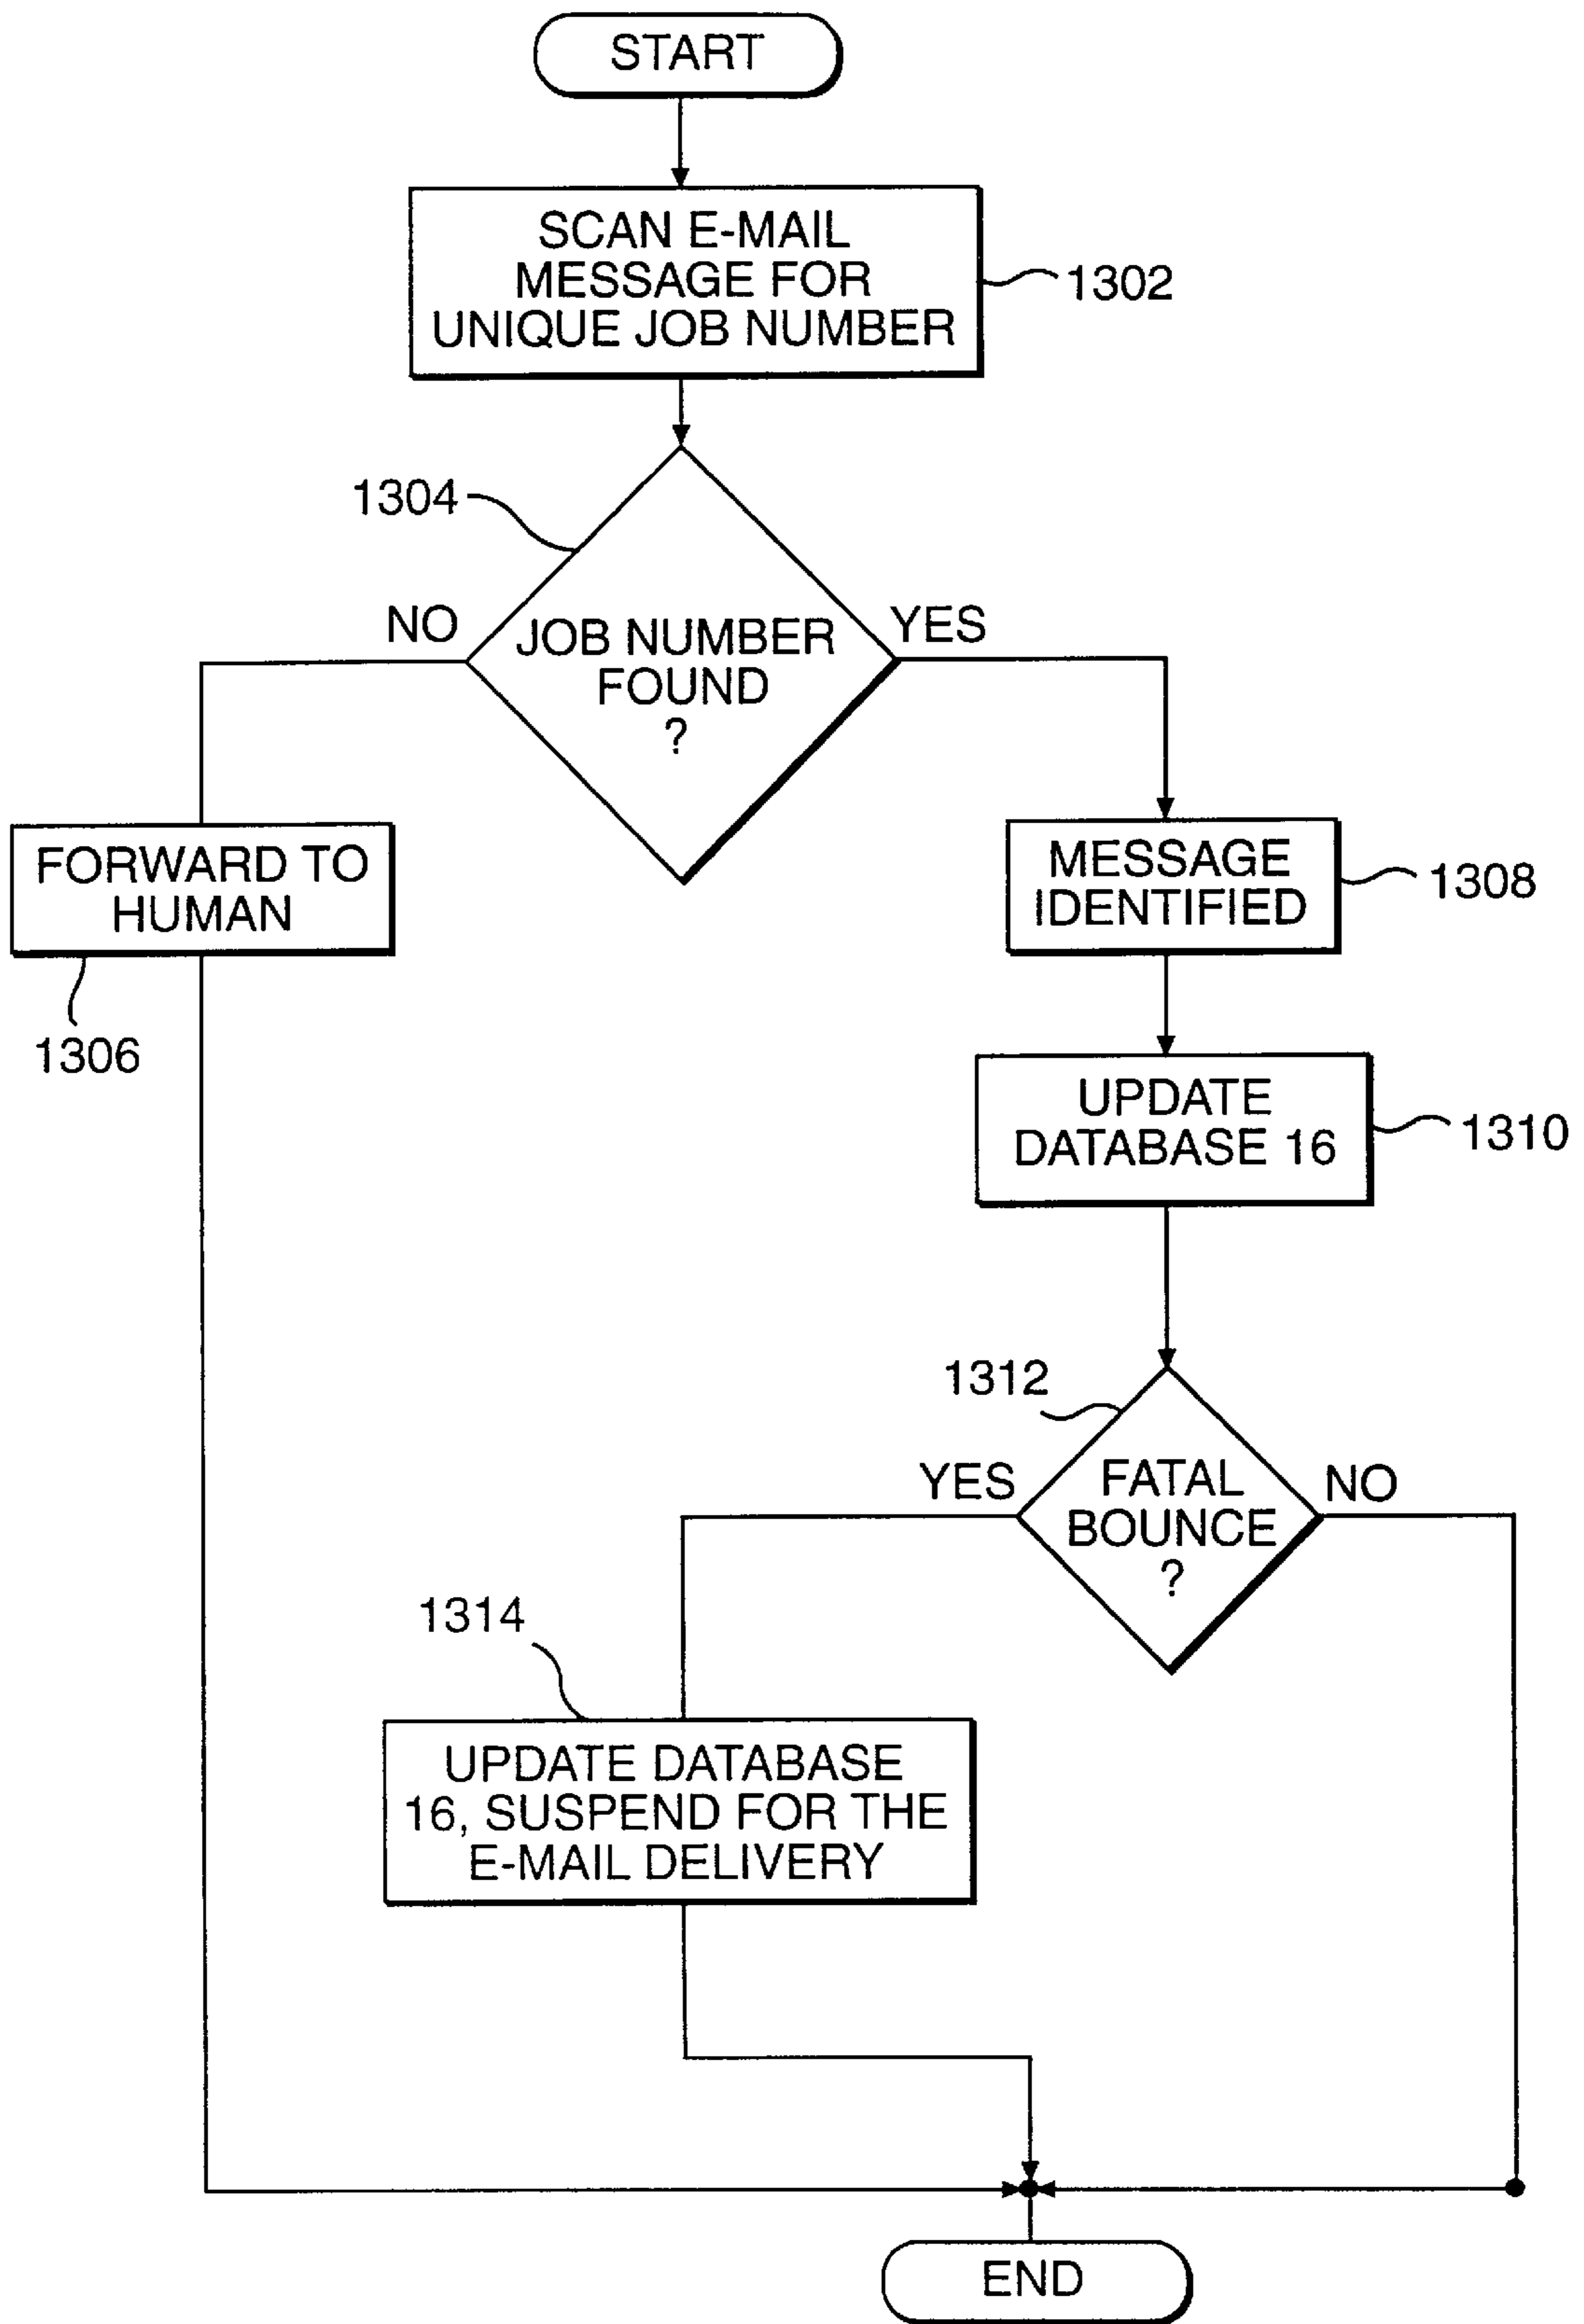 START
SCAN E-MAIL
MESSAGE FOR
UNIQUE JOB NUMBER
1302
1304
NO
YES
JOB NUMBER
FOUND
?
FORWARD TO
HUMAN
1306
MESSAGE
IDENTIFIED
1308
UPDATE
DATABASE 16
1310
1312
YES
NO
FATAL
BOUNCE
?
1314
UPDATE DATABASE
16, SUSPEND FOR THE
E-MAIL DELIVERY
END